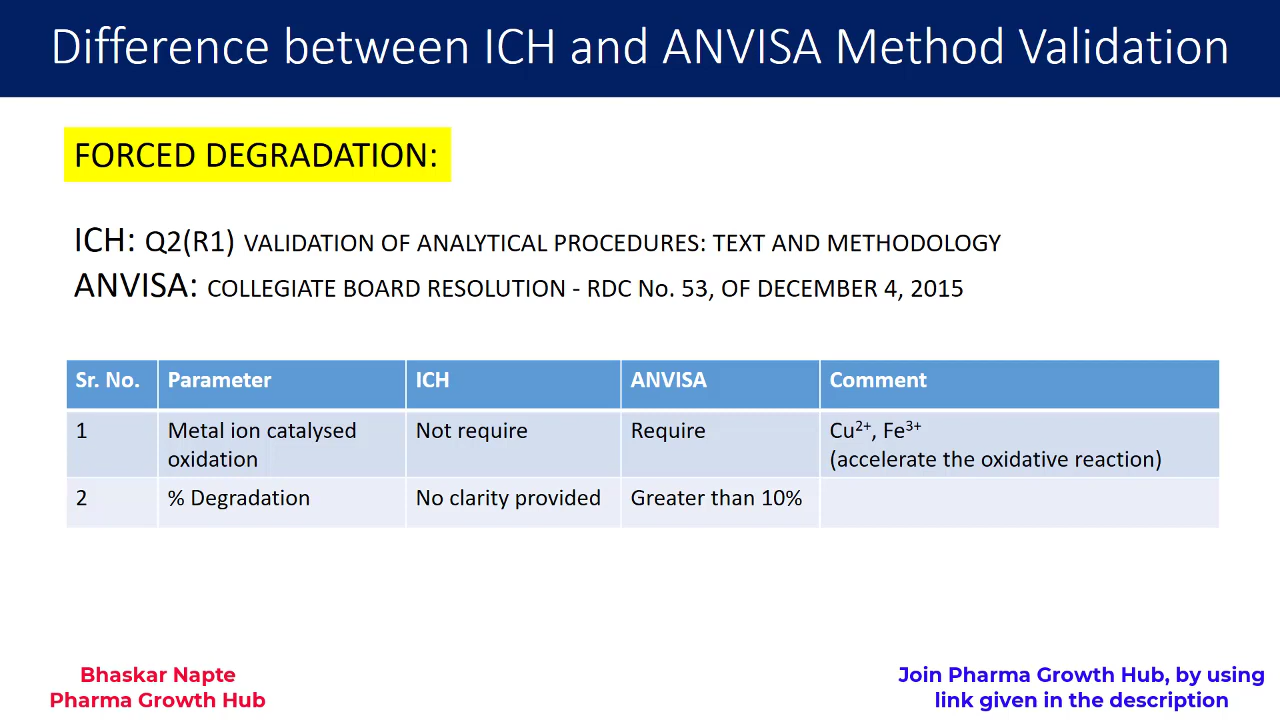 Difference between ICH and ANVISA Method Validation
FORCED DEGRADATION:
ICH: Q2(R1) VALIDATION OF ANALYTICAL PROCEDURES: TEXT AND METHODOLOGY
ANVISA: COLLEGIATE BOARD RESOLUTION - RDC No. 53, OF DECEMBER 4, 2015
Sr. No. Parameter ICH ANVISA Comment
1 Metal ion catalysed oxidation Not require Require Cu²⁺, Fe³⁺ (accelerate the oxidative reaction)
2 % Degradation No clarity provided Greater than 10%
Bhaskar Napte
Pharma Growth Hub
Join Pharma Growth Hub, by using
link given in the description